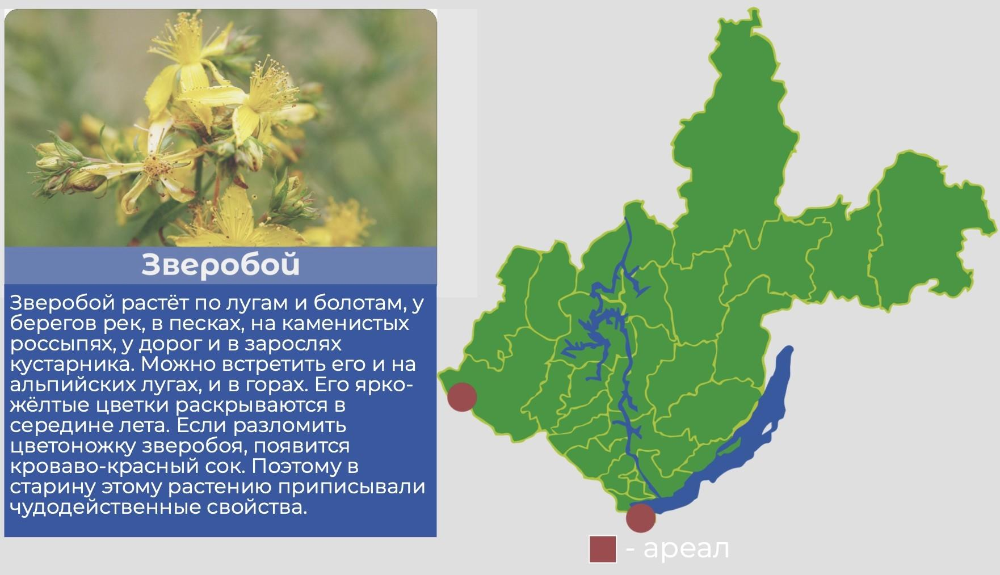 Зверобой
Зверобой растёт по лугам и болотам, у
берегов рек, в песках, на каменистых
россыпях, у дорог и в зарослях
кустарника. Можно встретить его и на
альпийских лугах, и в горах. Его ярко-
жёлтые цветки раскрываются в
середине лета. Если разломить
цветоножку зверобоя, появится
кроваво-красный сок. Поэтому в
старину этому растению приписывали
чудодейственные свойства.
- ареал